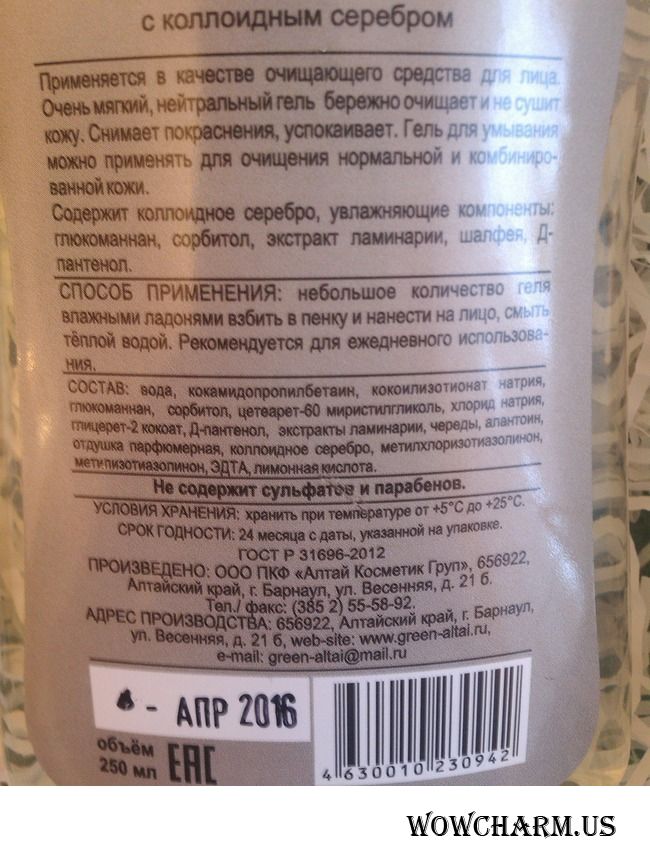 с коллоидным серебром
Применяется в качестве очищающего средства для лица.
Очень мягкий, нейтральный гель бережно очищает и не сушит
кожу. Снимает покраснения, успокаивает. Гель для умывания
можно применять для очищения нормальной и комбиниро-
ванной кожи.
Содержит коллоидное серебро, увлажняющие компоненты:
глюкоманнан, сорбитол, экстракт ламинарии, шалфея, Д-
пантенол.
СПОСОБ ПРИМЕНЕНИЯ: небольшое количество геля
влажными ладонями взбить в пенку и нанести на лицо, смыть
тёплой водой. Рекомендуется для ежедневного использова-
ния.
СОСТАВ: вода, кокамидопропилбетаин, кокоилизотионат натрия,
глюкоманнан, сорбитол, цетеарет-60 миристилгликоль, хлорид натрия,
глицерет-2 кокоат, Д-пантенол, экстракты ламинарии, череды, алантоин,
отдушка парфюмерная, коллоидное серебро, метилхлоризотиазолинон,
метилизотиазолинон, ЭДТА, лимонная кислота.
Не содержит сульфатов и парабенов.
УСЛОВИЯ ХРАНЕНИЯ: хранить при температуре от +5°С до +25°С.
СРОК ГОДНОСТИ: 24 месяца с даты, указанной на упаковке.
ГОСТ Р 31696-2012
ПРОИЗВЕДЕНО: ООО ПКФ «Алтай Косметик Груп», 656922,
Алтайский край, г. Барнаул, ул. Весенняя, д. 21 б.
Тел./ факс: (385 2) 55-58-92.
АДРЕС ПРОИЗВОДСТВА: 656922, Алтайский край, г. Барнаул,
ул. Весенняя, д. 21 б, web-site: www.green-altai.ru,
e-mail: green-altai@mail.ru
- АПР 2016
объём
250 мл EAC
4 630010 230942
WOWCHARM.US